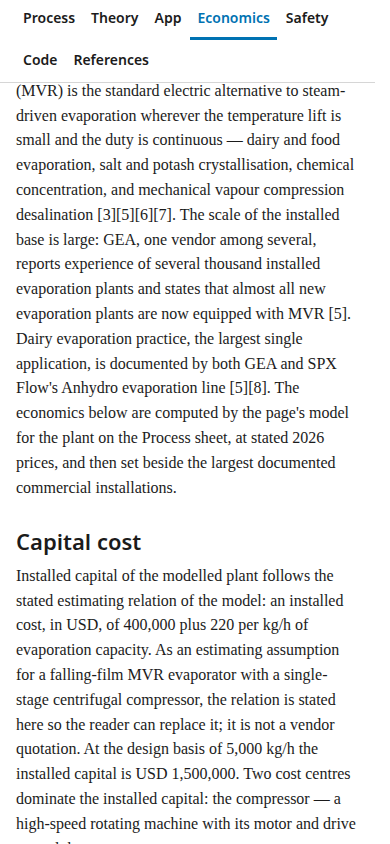 Process Theory App Economics Safety
Code References
(MVR) is the standard electric alternative to steam-
driven evaporation wherever the temperature lift is
small and the duty is continuous — dairy and food
evaporation, salt and potash crystallisation, chemical
concentration, and mechanical vapour compression
desalination [3][5][6][7]. The scale of the installed
base is large: GEA, one vendor among several,
reports experience of several thousand installed
evaporation plants and states that almost all new
evaporation plants are now equipped with MVR [5].
Dairy evaporation practice, the largest single
application, is documented by both GEA and SPX
Flow's Anhydro evaporation line [5][8]. The
economics below are computed by the page's model
for the plant on the Process sheet, at stated 2026
prices, and then set beside the largest documented
commercial installations.
Capital cost
Installed capital of the modelled plant follows the
stated estimating relation of the model: an installed
cost, in USD, of 400,000 plus 220 per kg/h of
evaporation capacity. As an estimating assumption
for a falling-film MVR evaporator with a single-
stage centrifugal compressor, the relation is stated
here so the reader can replace it; it is not a vendor
quotation. At the design basis of 5,000 kg/h the
installed capital is USD 1,500,000. Two cost centres
dominate the installed capital: the compressor — a
high-speed rotating machine with its motor and drive